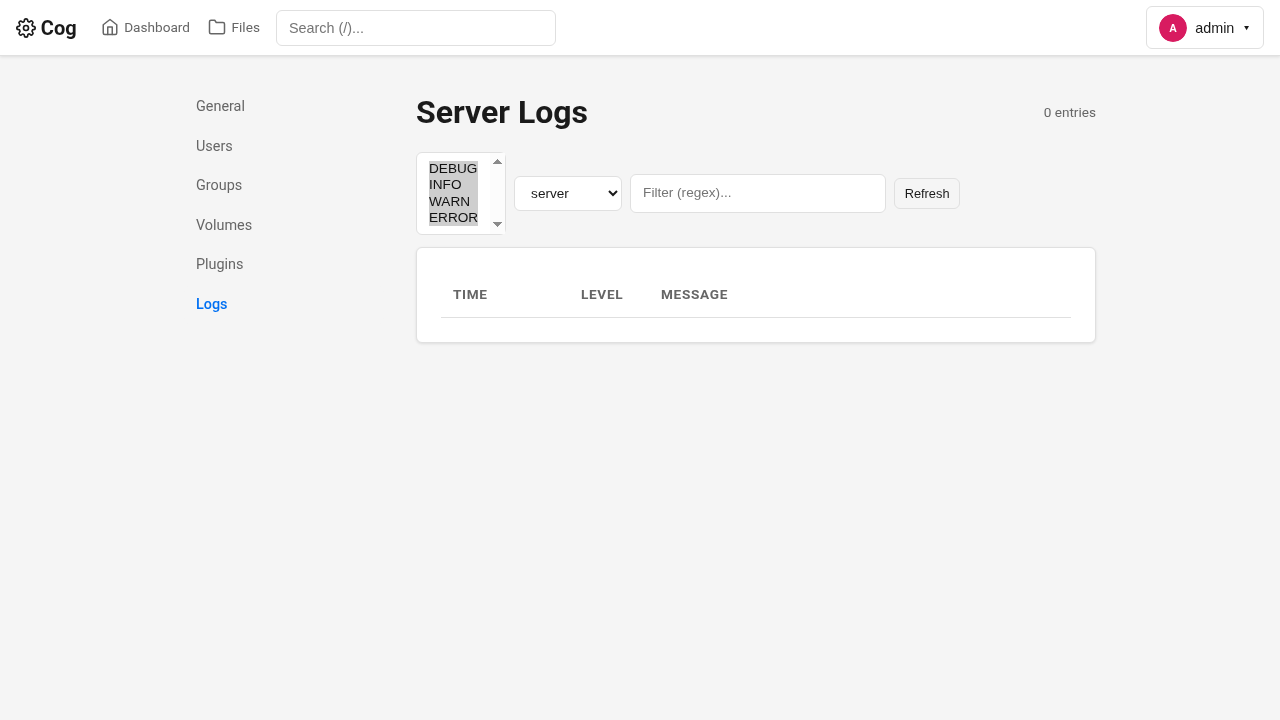 Cog
Dashboard
Files
Search (/)...
A
admin
General
Users
Groups
Volumes
Plugins
Logs
Server Logs
0 entries
DEBUG
INFO
WARN
ERROR
server
Filter (regex)...
Refresh
TIME LEVEL MESSAGE